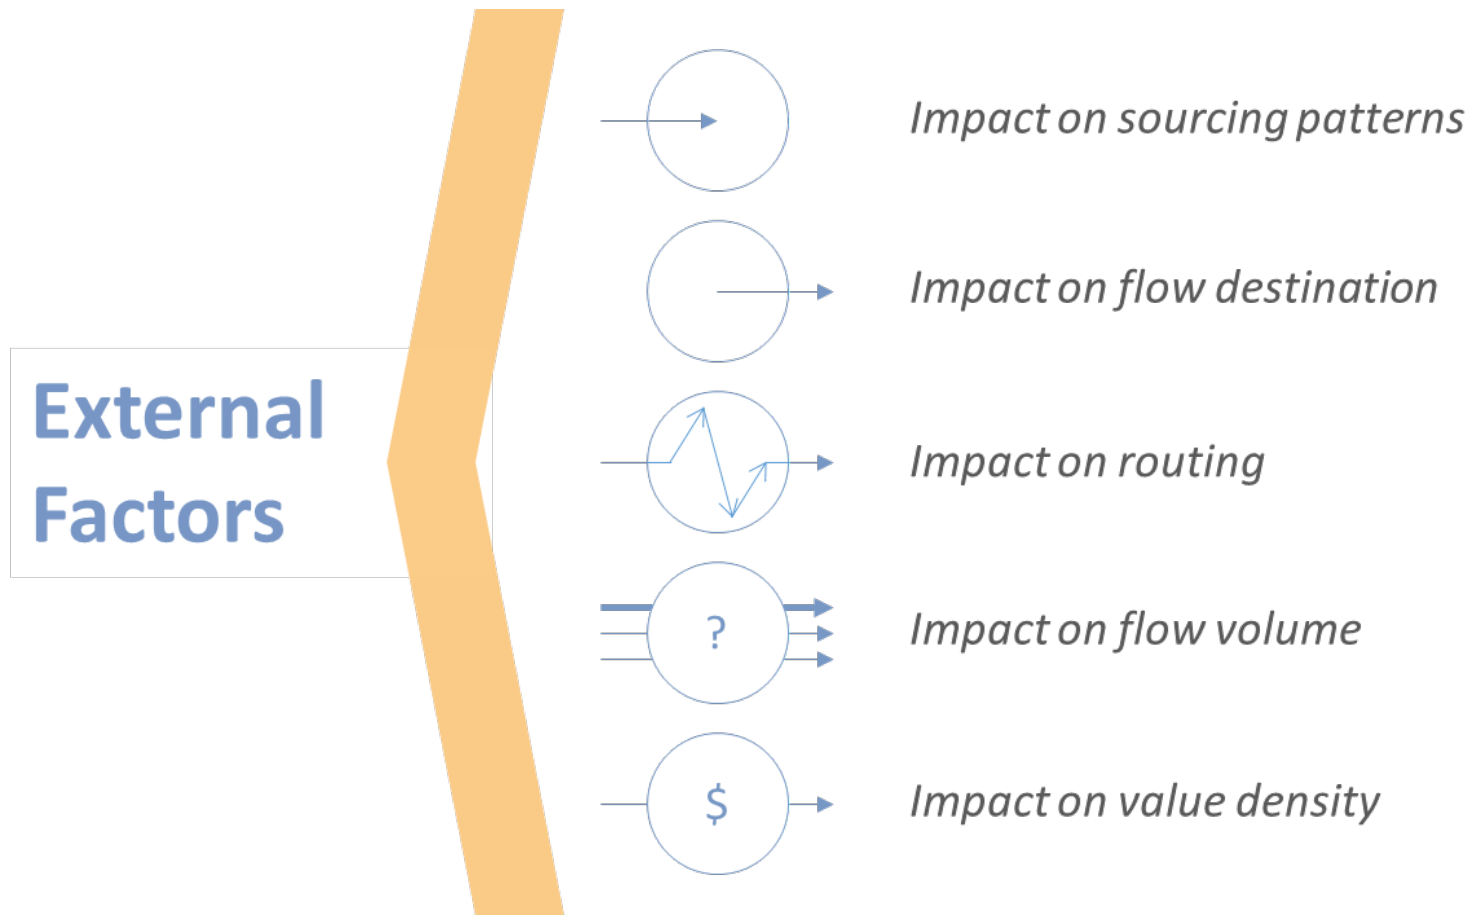 External
Factors
Impact on sourcing patterns
Impact on flow destination
Impact on routing
?
Impact on flow volume
$
Impact on value density